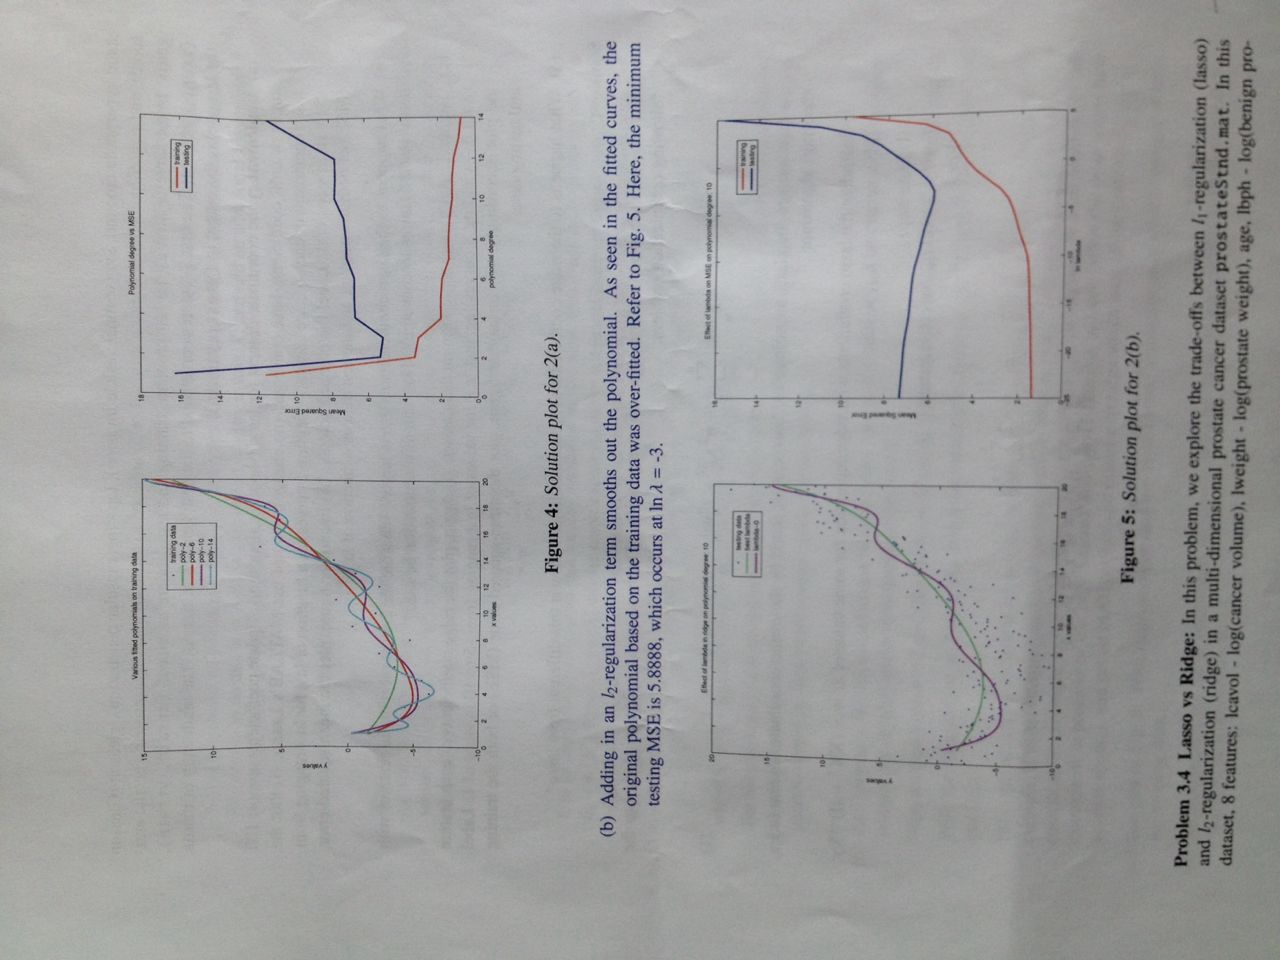 Various fitted polynomials on training data
training data
poly-2
poly-6
poly-10
poly-14
15
10
5
0
-5
-10
0 2 4 6 8 10 12 14 16 18 20
y values
x values
Polynomial degree vs MSE
training
testing
18
16
14
12
10
8
6
4
2
0
0 2 4 6 8 10 12 14
Mean Squared Error
polynomial degree
Figure 4: Solution plot for 2(a).
(b) Adding in an l2-regularization term smooths out the polynomial. As seen in the fitted curves, the
original polynomial based on the training data was over-fitted. Refer to Fig. 5. Here, the minimum
testing MSE is 5.8888, which occurs at ln λ = -3.
Effect of lambda in ridge on polynomial degree: 10
testing data
best lambda
lambda-0
20
15
10
5
0
-5
-10
0 2 4 6 8 10 12 14 16 18 20
y values
x values
Effect of lambda on MSE on polynomial degree: 10
training
testing
16
14
12
10
8
6
4
2
0
-25 -20 -15 -10 -5 0 5
Mean Squared Error
ln lambda
Figure 5: Solution plot for 2(b).
Problem 3.4 Lasso vs Ridge: In this problem, we explore the trade-offs between l1-regularization (lasso)
and l2-regularization (ridge) in a multi-dimensional prostate cancer dataset prostateStnd.mat. In this
dataset, 8 features: lcavol - log(cancer volume), lweight - log(prostate weight), age, lbph - log(benign pro-